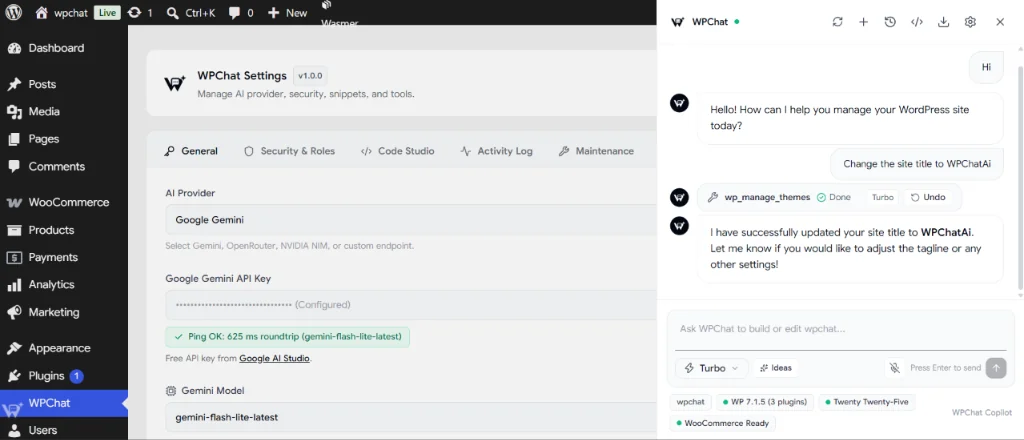 wpchat Live 1 Ctrl+K 0 New Wasmer
Dashboard
Posts
Media
Pages
Comments
WooCommerce
Products
Payments
Analytics
Marketing
Appearance
Plugins 1
WPChat
Users
WPChat Settings v1.0.0
Manage AI provider, security, snippets, and tools.
General Security & Roles Code Studio Activity Log Maintenance
AI Provider
Google Gemini
Select Gemini, OpenRouter, NVIDIA NIM, or custom endpoint.
Google Gemini API Key
•••••••••••••••••••••••••••••••• (Configured)
Ping OK: 625 ms roundtrip (gemini-flash-lite-latest)
Free API key from Google AI Studio.
Gemini Model
gemini-flash-lite-latest
WPChat
Hi
Hello! How can I help you manage your WordPress site
today?
Change the site title to WPChatAi
wp_manage_themes Done Turbo Undo
I have successfully updated your site title to WPChatAi.
Let me know if you would like to adjust the tagline or any
other settings!
Ask WPChat to build or edit wpchat...
Turbo Ideas Press Enter to send
wpchat WP 7.1.5 (3 plugins) Twenty Twenty-Five
WooCommerce Ready
WPChat Copilot